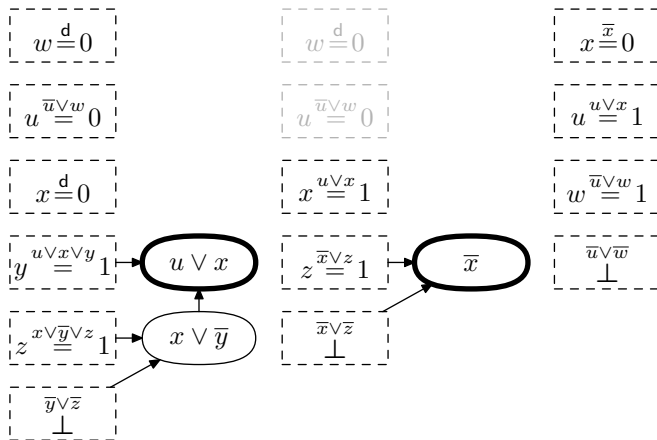 w d= 0
u u̅∨w= 0
x d= 0
y u∨x∨y= 1
u ∨ x
z x∨y̅∨z= 1
x ∨ y̅
y̅∨z̅
⊥
w d= 0
u u̅∨w= 0
x u∨x= 1
z x̅∨z= 1
x̅
x̅∨z̅
⊥
x x̅= 0
u u∨x= 1
w u̅∨w= 1
u̅∨w̅
⊥